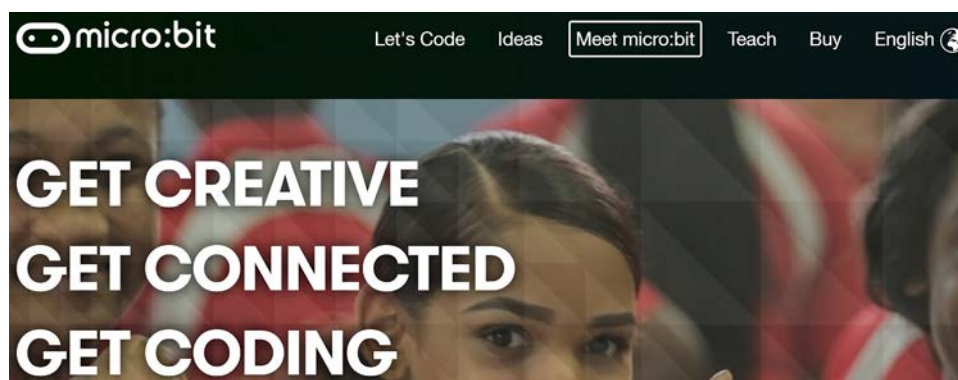 micro:bit Let's Code Ideas Meet micro:bit Teach Buy English
GET CREATIVE
GET CONNECTED
GET CODING